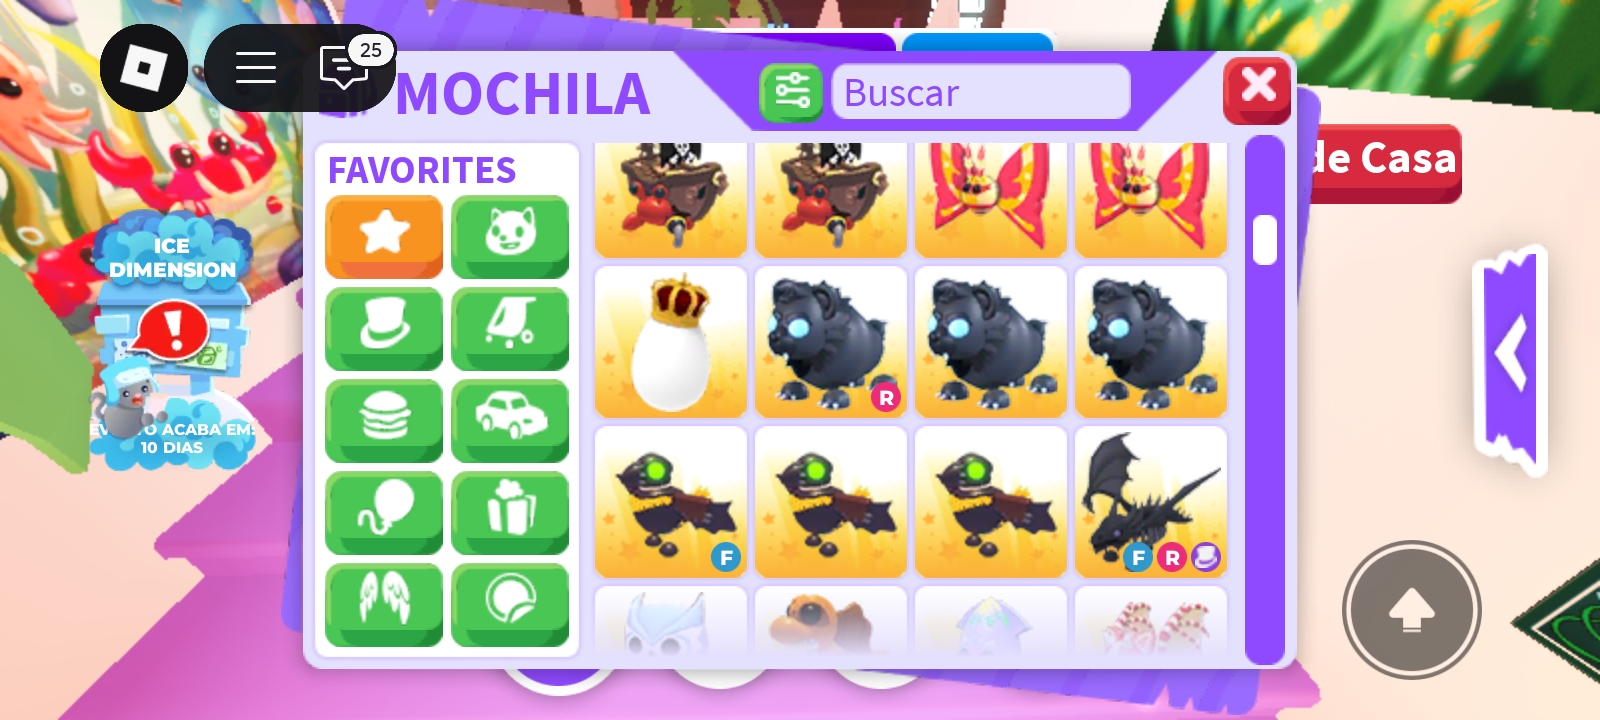 25
MOCHILA
Buscar
FAVORITES
de Casa
ICE
DIMENSION
!
O ACABA EM:
10 DIAS
R
F
F R